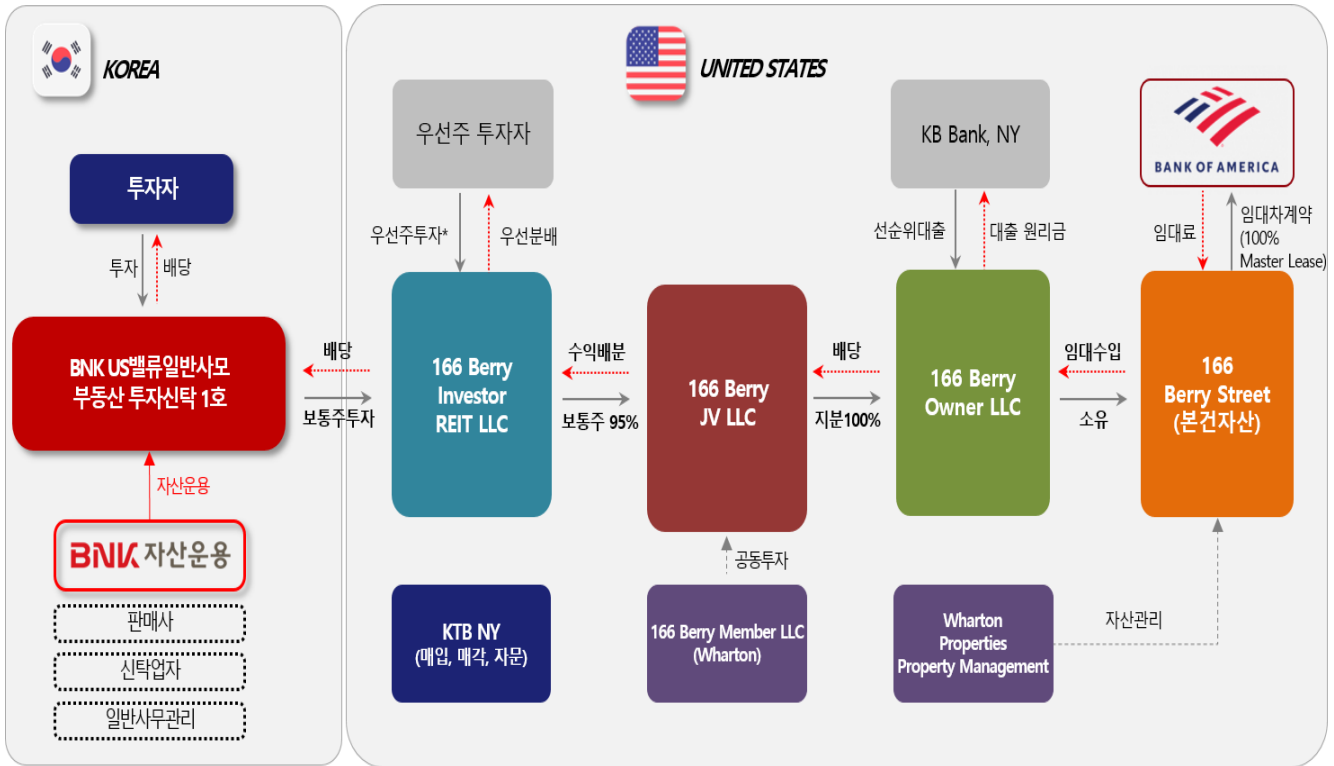 KOREA
투자자
투자
배당
BNK US밸류일반사모
부동산 투자신탁 1호
자산운용
BNK 자산운용
판매사
신탁업자
일반사무관리
배당
보통주투자
UNITED STATES
우선주 투자자
우선주투자*
우선분배
166 Berry
Investor
REIT LLC
수익배분
보통주 95%
KTB NY
(매입, 매각, 자문)
166 Berry
JV LLC
공동투자
166 Berry Member LLC
(Wharton)
배당
지분100%
KB Bank, NY
선순위대출
대출 원리금
166 Berry
Owner LLC
임대수입
소유
Wharton
Properties
Property Management
자산관리
BANK OF AMERICA
임대료
임대차계약
(100%
Master Lease)
166
Berry Street
(본건자산)